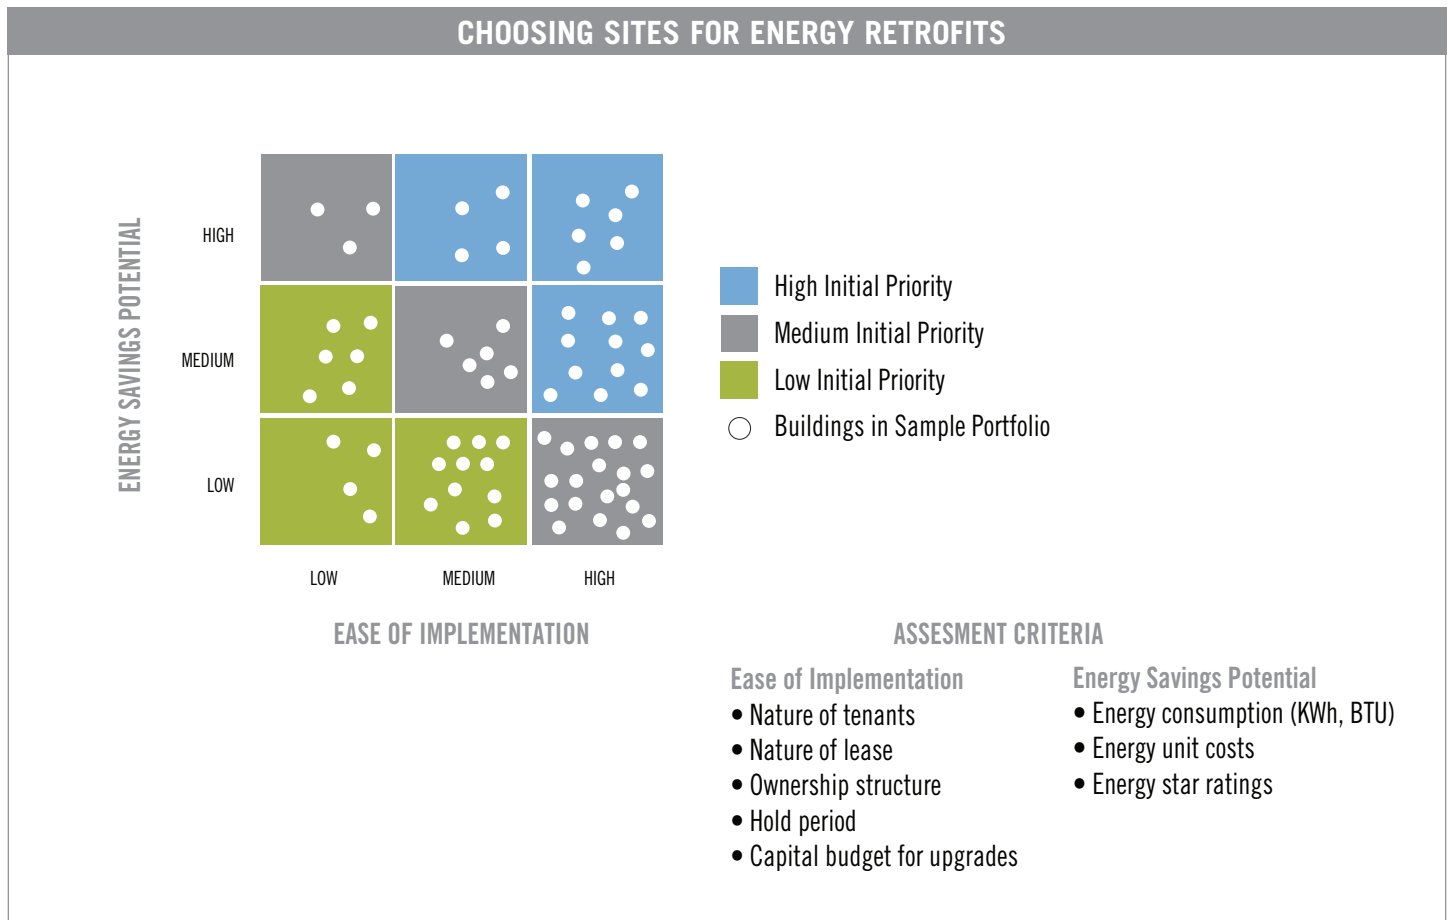 CHOOSING SITES FOR ENERGY RETROFITS
ENERGY SAVINGS POTENTIAL
HIGH
MEDIUM
LOW
LOW
MEDIUM
HIGH
EASE OF IMPLEMENTATION
High Initial Priority
Medium Initial Priority
Low Initial Priority
Buildings in Sample Portfolio
ASSESMENT CRITERIA
Ease of Implementation
• Nature of tenants
• Nature of lease
• Ownership structure
• Hold period
• Capital budget for upgrades
Energy Savings Potential
• Energy consumption (KWh, BTU)
• Energy unit costs
• Energy star ratings